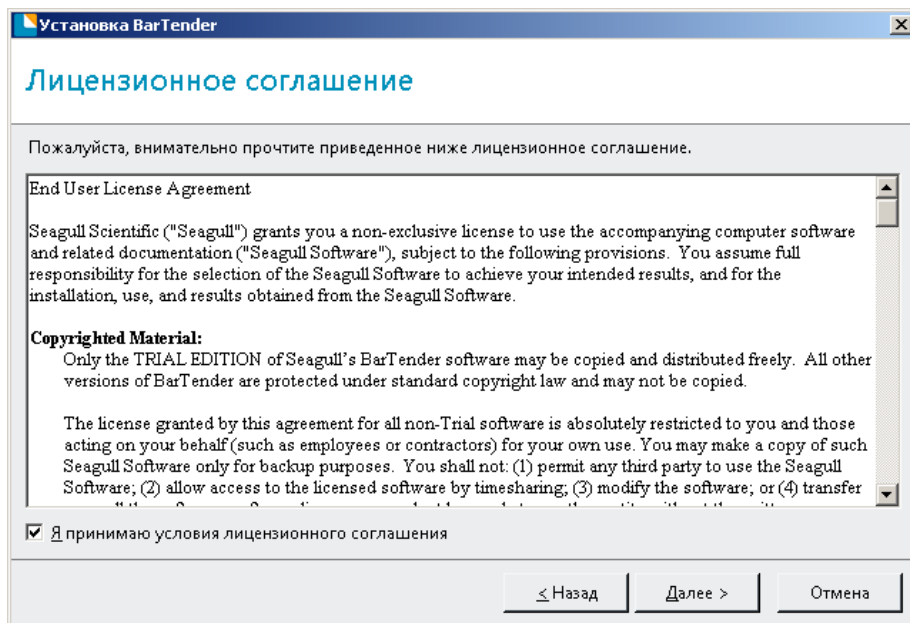 Установка BarTender
Лицензионное соглашение
Пожалуйста, внимательно прочтите приведенное ниже лицензионное соглашение.
End User License Agreement
Seagull Scientific ("Seagull") grants you a non-exclusive license to use the accompanying computer software
and related documentation ("Seagull Software"), subject to the following provisions.  You assume full
responsibility for the selection of the Seagull Software to achieve your intended results, and for the
installation, use, and results obtained from the Seagull Software.
Copyrighted Material:
Only the TRIAL EDITION of Seagull's BarTender software may be copied and distributed freely.  All other
versions of BarTender are protected under standard copyright law and may not be copied.
The license granted by this agreement for all non-Trial software is absolutely restricted to you and those
acting on your behalf (such as employees or contractors) for your own use. You may make a copy of such
Seagull Software only for backup purposes.  You shall not: (1) permit any third party to use the Seagull
Software; (2) allow access to the licensed software by timesharing; (3) modify the software; or (4) transfer
Я принимаю условия лицензионного соглашения
< Назад
Далее >
Отмена